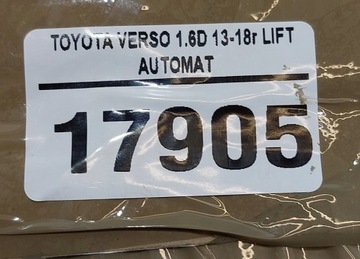 TOYOTA VERSO 1.6D 13-18r LIFT
AUTOMAT
17905